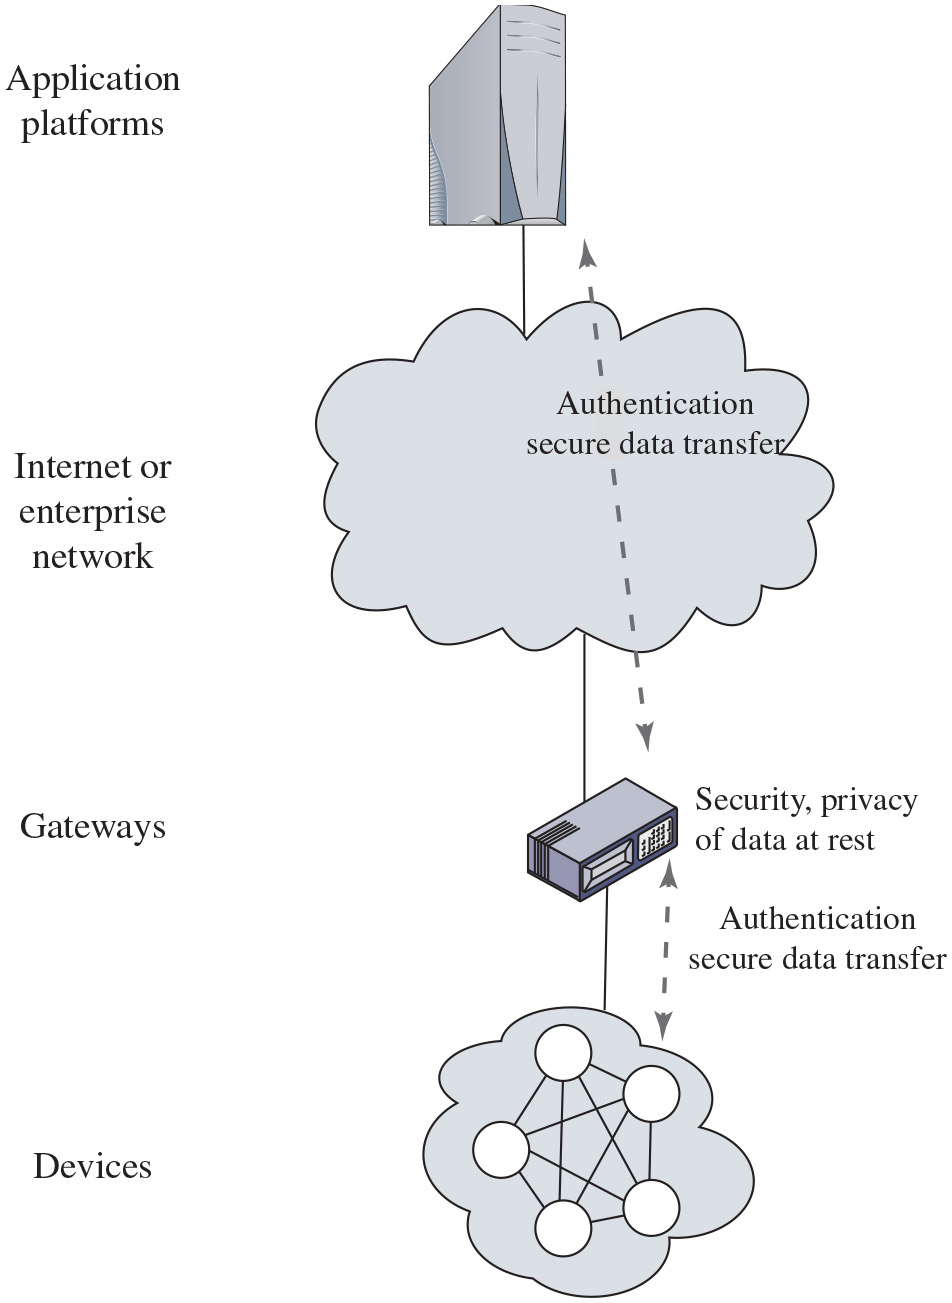 Application
platforms
Authentication
secure data transfer
Internet or
enterprise
network
Gateways
Security, privacy
of data at rest
Authentication
secure data transfer
Devices